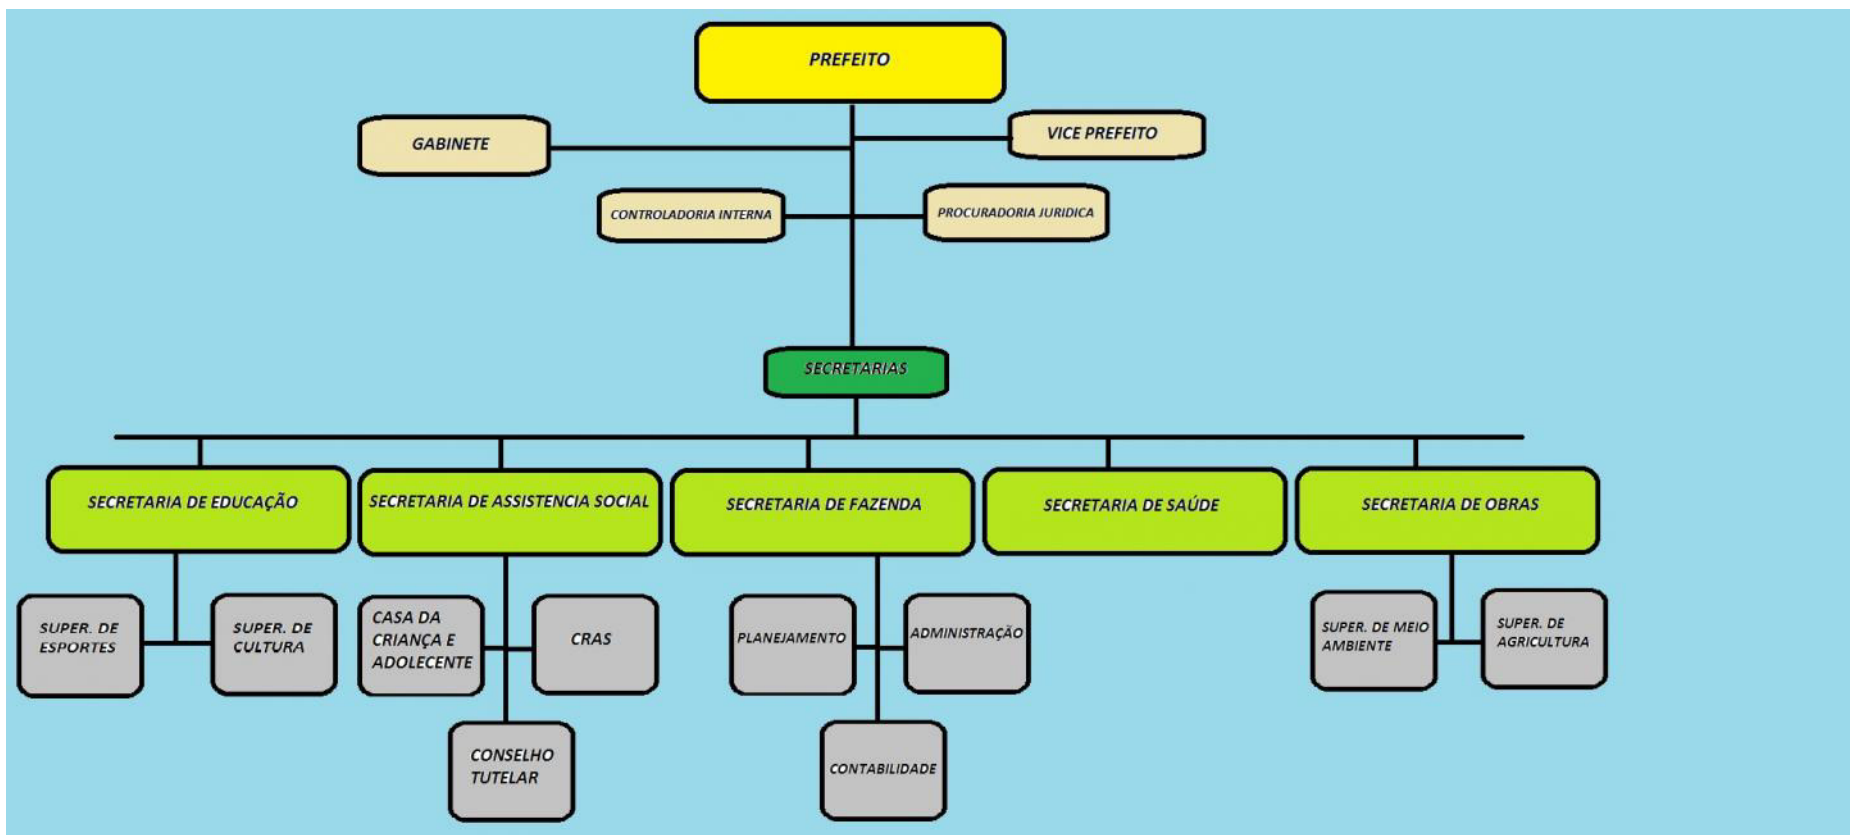 PREFEITO
GABINETE
VICE PREFEITO
CONTROLADORIA INTERNA
PROCURADORIA JURIDICA
SECRETARIAS
SECRETARIA DE EDUCAÇÃO
SECRETARIA DE ASSISTENCIA SOCIAL
SECRETARIA DE FAZENDA
SECRETARIA DE SAÚDE
SECRETARIA DE OBRAS
SUPER. DE
ESPORTES
SUPER. DE
CULTURA
CASA DA
CRIANÇA E
ADOLECENTE
CRAS
PLANEJAMENTO
ADMINISTRAÇÃO
SUPER. DE MEIO
AMBIENTE
SUPER. DE
AGRICULTURA
CONSELHO
TUTELAR
CONTABILIDADE